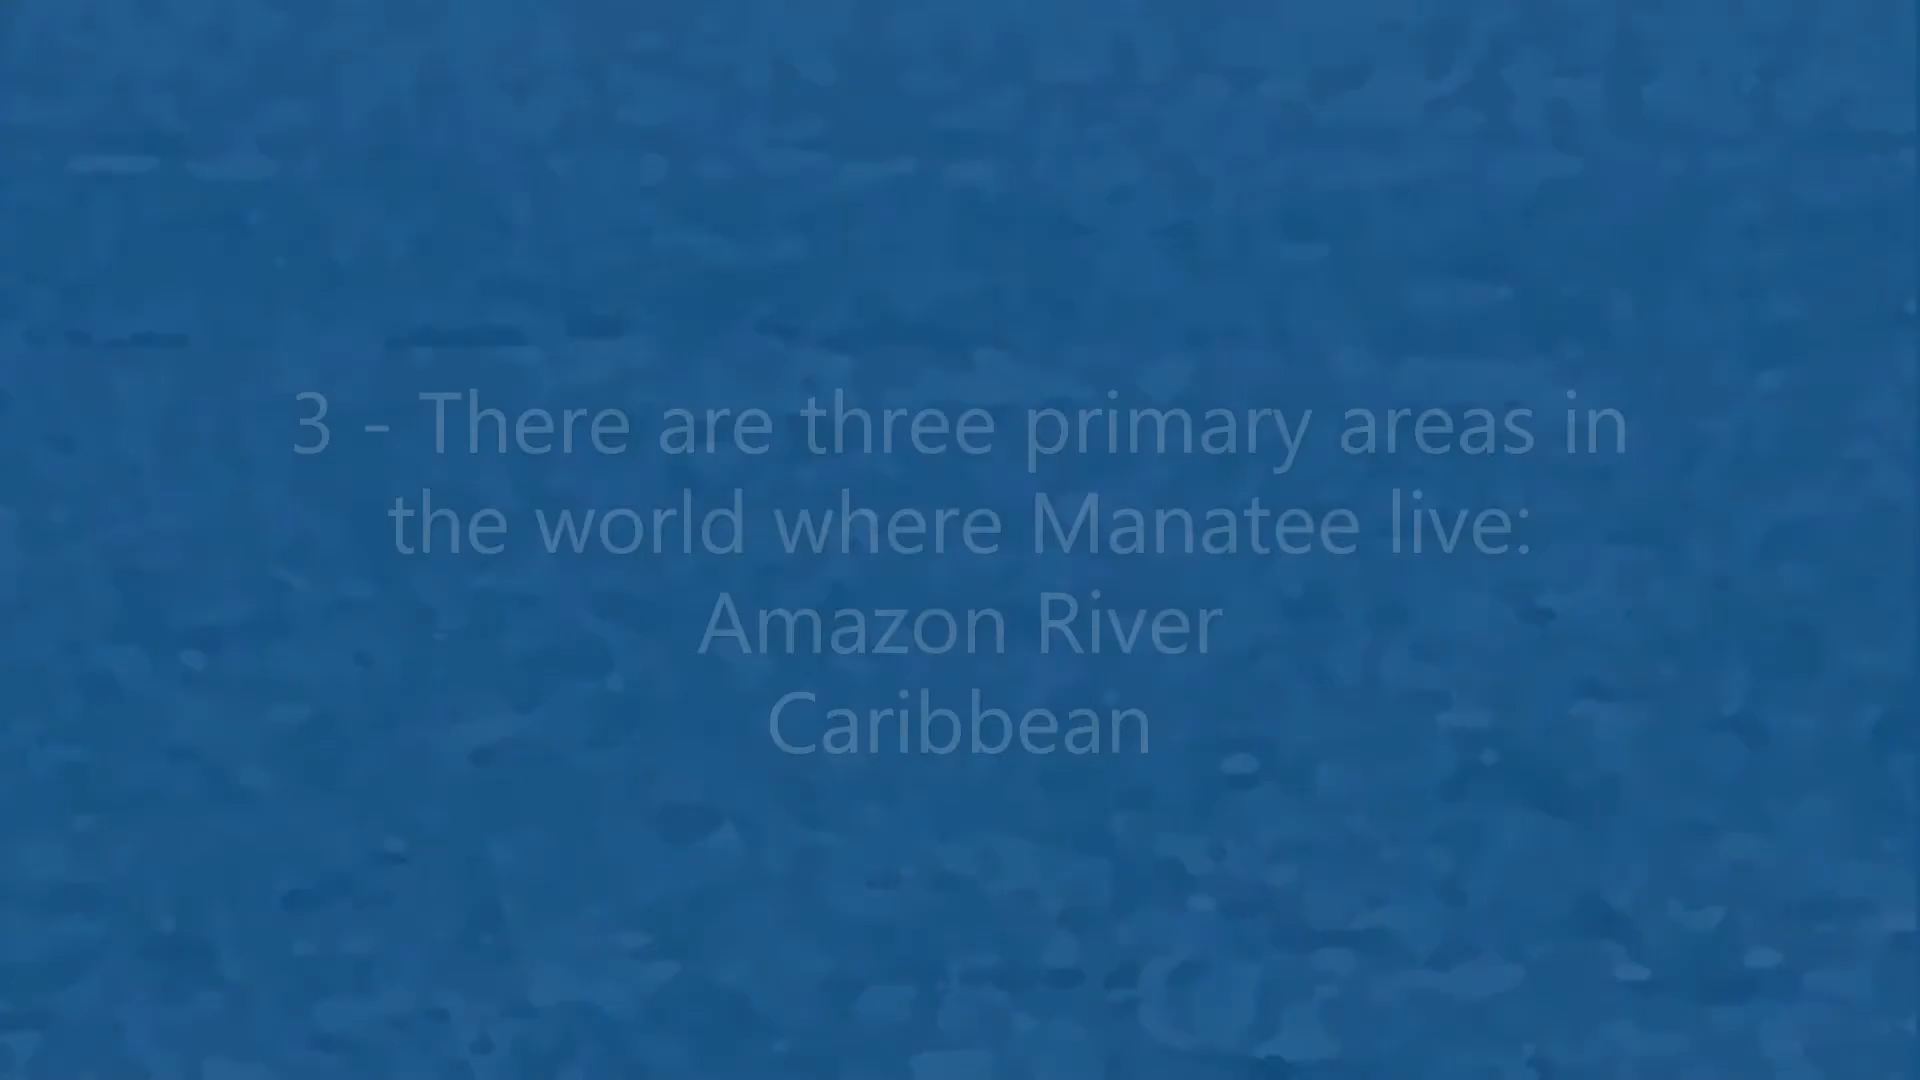 3 - There are three primary areas in
the world where Manatee live:
Amazon River
Caribbean